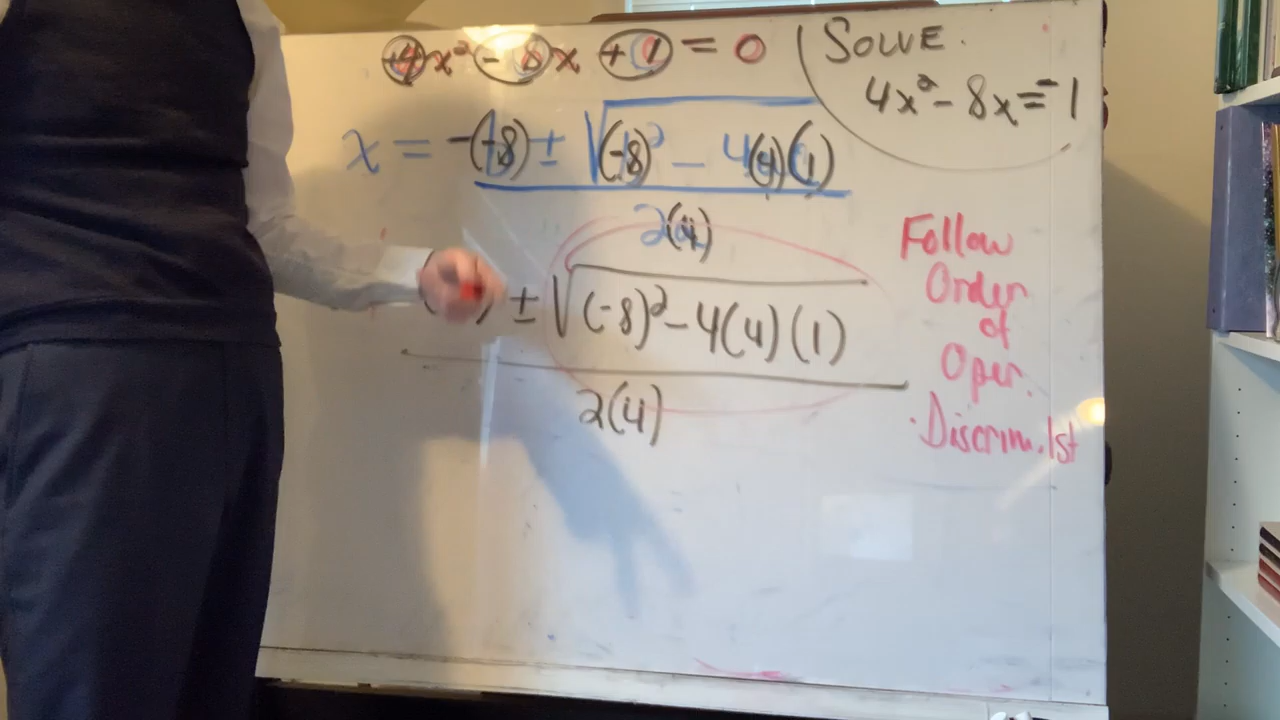 +4x² - 8x + 1 = 0
SOLVE.
4x² - 8x = -1
x = -(-8) ± √(-8)² - 4(4)(1)
2(4)
± √(-8)² - 4(4)(1)
2(4)
Follow
Order
of
Oper.
· Discrim. 1st